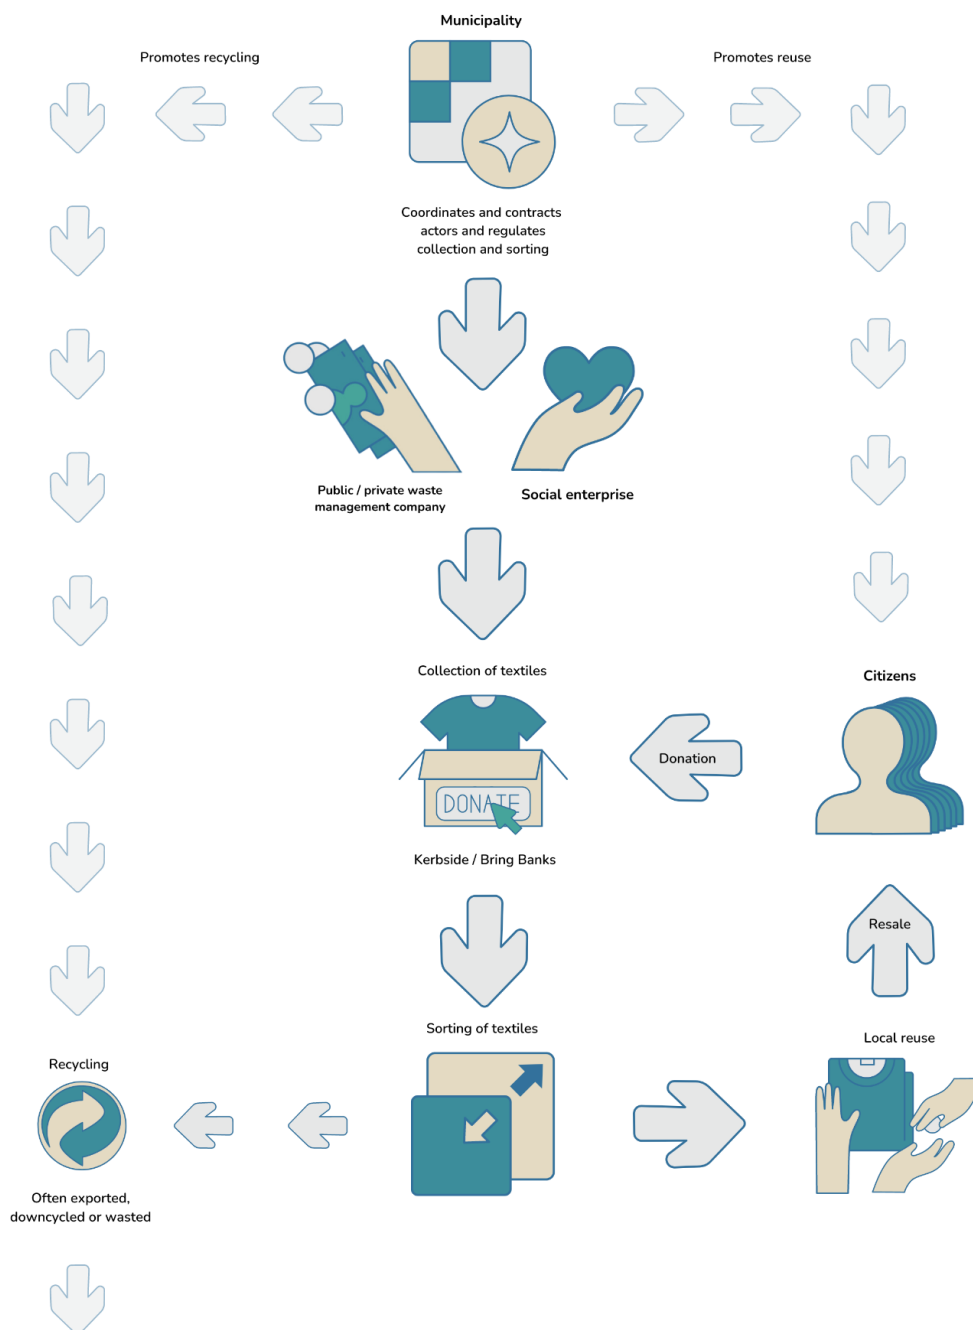 Municipality
Promotes recycling
Promotes reuse
Coordinates and contracts
actors and regulates
collection and sorting
Public / private waste
management company
Social enterprise
Collection of textiles
Citizens
Donation
DONATE
Kerbside / Bring Banks
Resale
Sorting of textiles
Local reuse
Recycling
Often exported,
downcycled or wasted